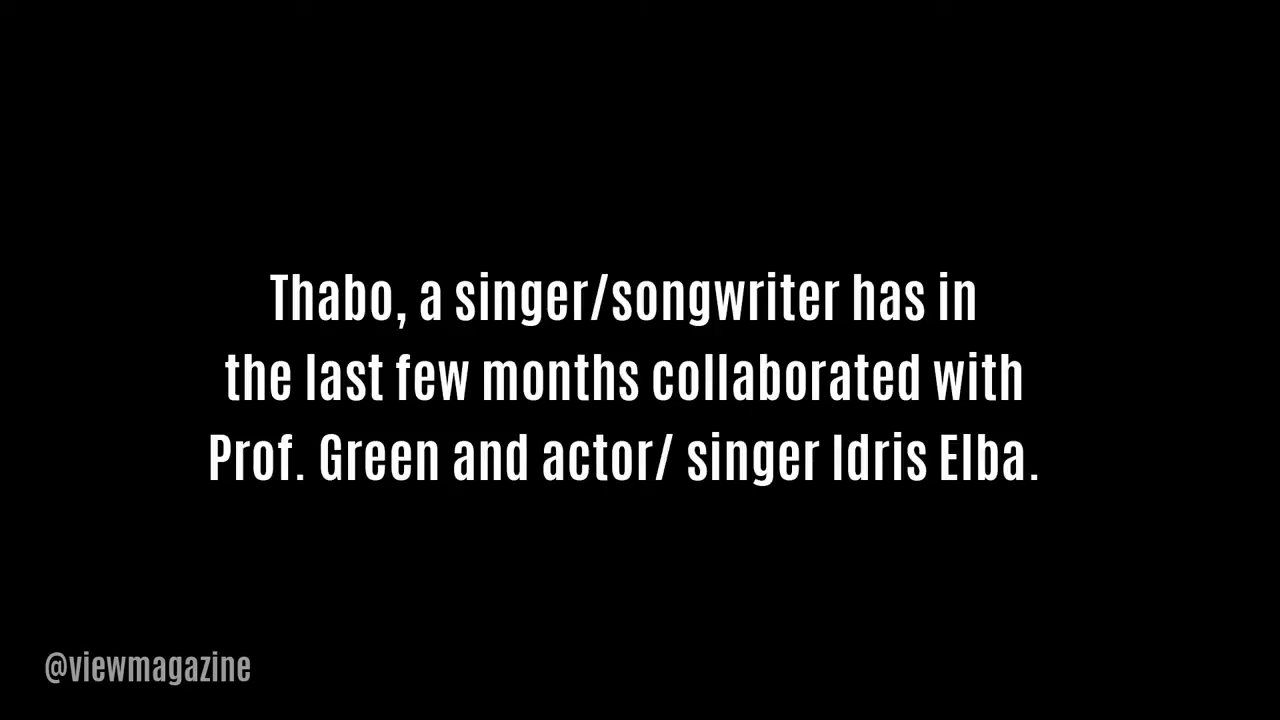 Thabo, a singer/songwriter has in
the last few months collaborated with
Prof. Green and actor/ singer Idris Elba.
@viewmagazine